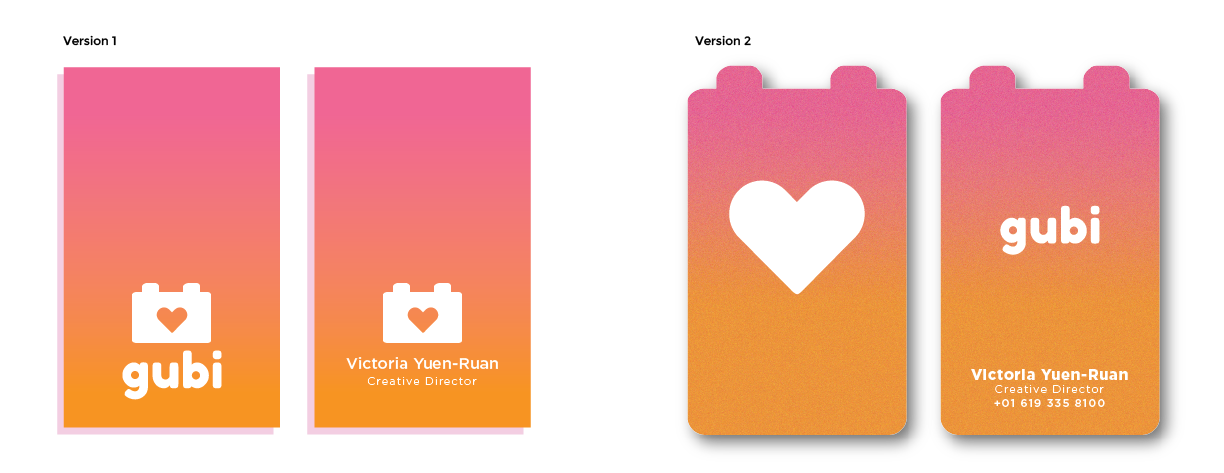 Version 1
gubi
Victoria Yuen-Ruan
Creative Director
Version 2
gubi
Victoria Yuen-Ruan
Creative Director
+01 619 335 8100